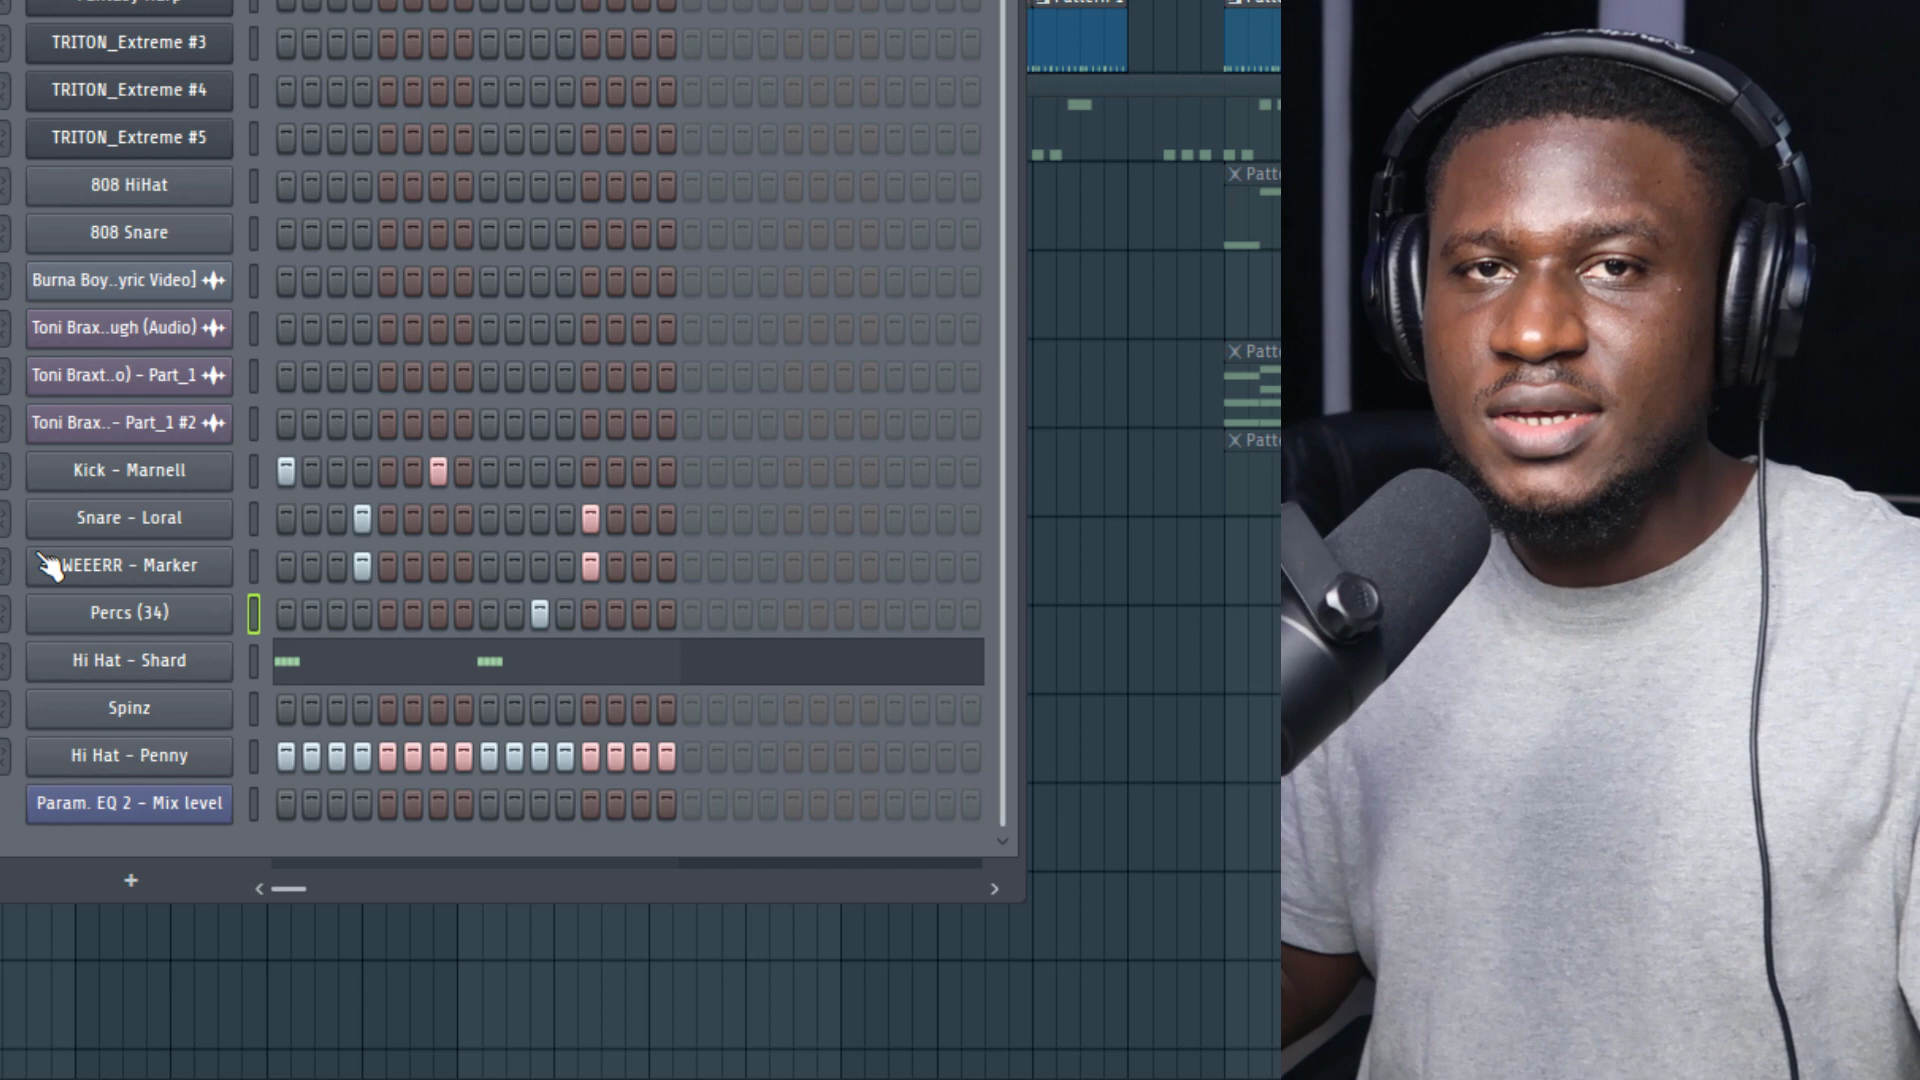 TRITON_Extreme #3
TRITON_Extreme #4
TRITON_Extreme #5
808 HiHat
808 Snare
Burna Boy..yric Video]
Toni Brax..ugh (Audio)
Toni Braxt..o) - Part_1
Toni Brax..- Part_1 #2
Kick - Marnell
Snare - Loral
WEEERR - Marker
Percs (34)
Hi Hat - Shard
Spinz
Hi Hat - Penny
Param. EQ 2 - Mix level
+
Patt
Patt
Patt